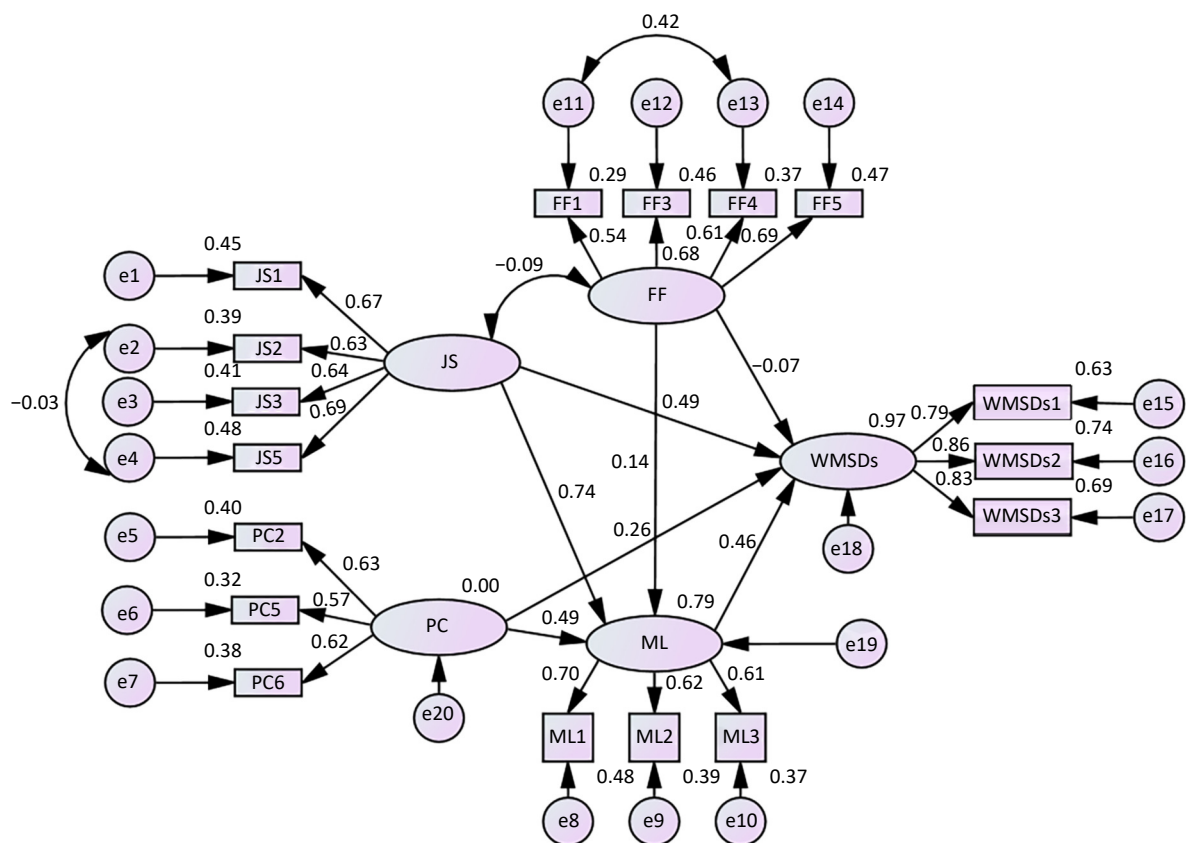 0.42
e11
e12
e13
e14
0.29
0.46
0.37
0.47
FF1
FF3
FF4
FF5
0.54
0.68
0.61
0.69
−0.09
FF
0.45
e1
JS1
0.67
0.39
e2
JS2
0.63
0.41
e3
JS3
0.64
−0.03
0.48
e4
JS5
0.69
JS
0.49
−0.07
0.14
0.74
0.26
0.46
0.97
WMSDs
e18
0.79
0.86
0.83
0.63
WMSDs1
e15
0.74
WMSDs2
e16
0.69
WMSDs3
e17
0.40
e5
PC2
0.63
0.32
e6
PC5
0.57
0.38
e7
PC6
0.62
0.00
PC
e20
0.49
0.79
ML
e19
0.70
0.62
0.61
ML1
ML2
ML3
0.48
0.39
0.37
e8
e9
e10